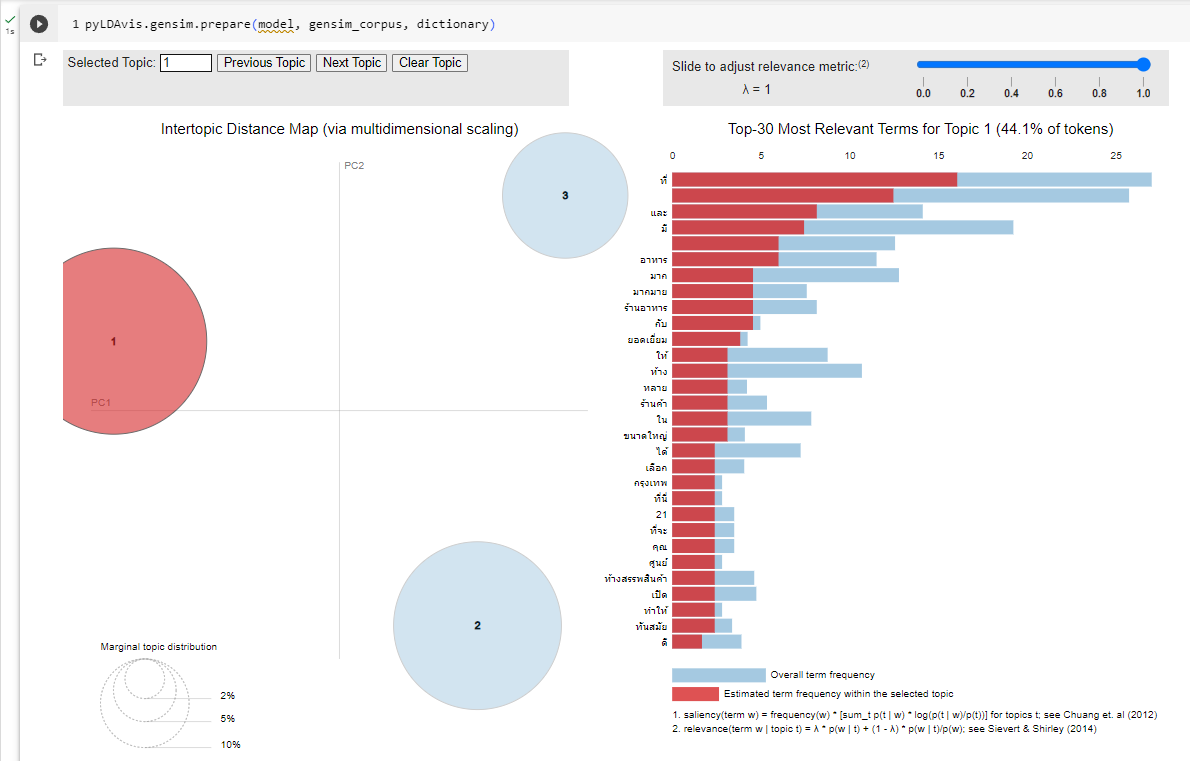 1s
1 pyLDAvis.gensim.prepare(model, gensim_corpus, dictionary)
Selected Topic: 1 Previous Topic Next Topic Clear Topic
Slide to adjust relevance metric:(2)
λ = 1
0.0 0.2 0.4 0.6 0.8 1.0
Intertopic Distance Map (via multidimensional scaling)
PC2
PC1
1
2
3
Marginal topic distribution
2%
5%
10%
Top-30 Most Relevant Terms for Topic 1 (44.1% of tokens)
0 5 10 15 20 25
ที่
และ
มี
อาหาร
มาก
มากมาย
ร้านอาหาร
กับ
ยอดเยี่ยม
ให้
ห้าง
หลาย
ร้านค้า
ใน
ขนาดใหญ่
ได้
เลือก
กรุงเทพ
ที่นี่
21
ที่จะ
คุณ
ศูนย์
ห้างสรรพสินค้า
เปิด
ทำให้
ทันสมัย
ดี
Overall term frequency
Estimated term frequency within the selected topic
1. saliency(term w) = frequency(w) * [sum_t p(t | w) * log(p(t | w)/p(t))] for topics t; see Chuang et. al (2012)
2. relevance(term w | topic t) = λ * p(w | t) + (1 - λ) * p(w | t)/p(w); see Sievert & Shirley (2014)